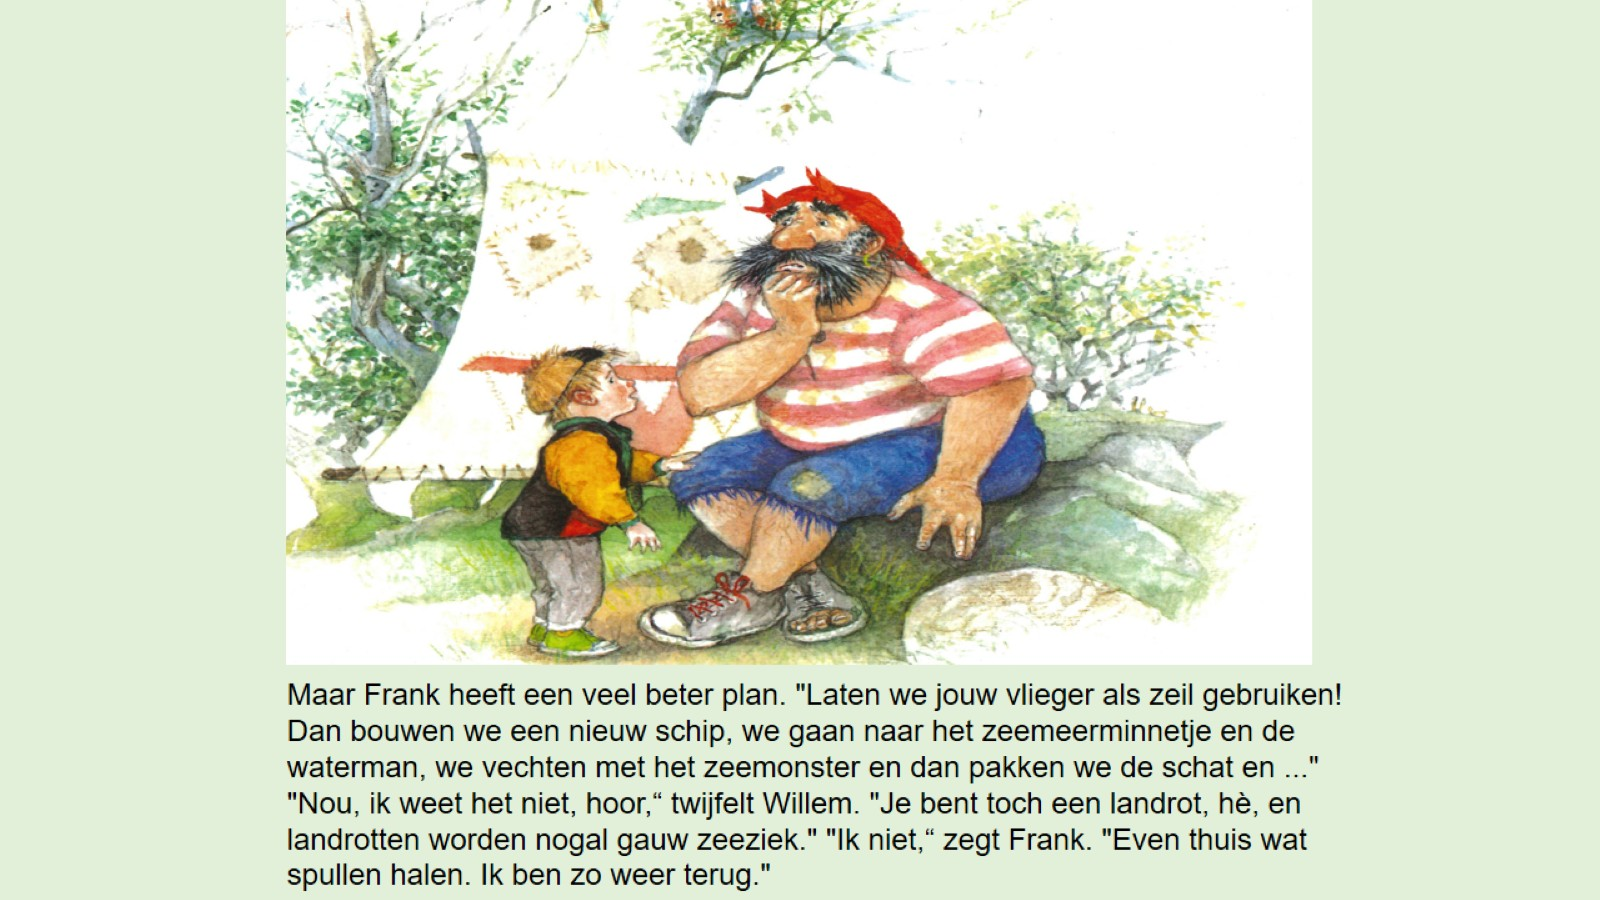 Maar Frank heeft een veel beter plan. "Laten we jouw vlieger als zeil gebruiken!
Dan bouwen we een nieuw schip, we gaan naar het zeemeerminnetje en de
waterman, we vechten met het zeemonster en dan pakken we de schat en ..."
"Nou, ik weet het niet, hoor,“ twijfelt Willem. "Je bent toch een landrot, hè, en
landrotten worden nogal gauw zeeziek." "Ik niet,“ zegt Frank. "Even thuis wat
spullen halen. Ik ben zo weer terug."